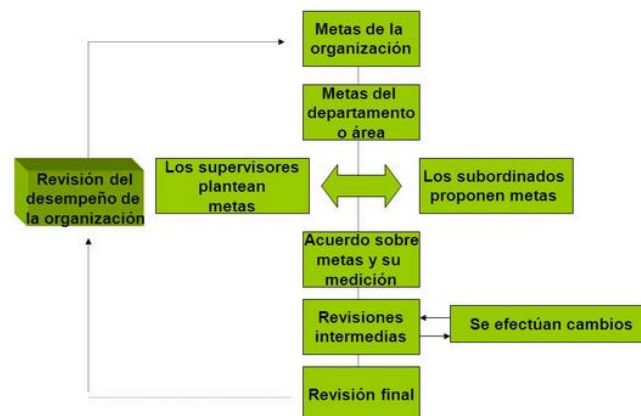 Metas de la
organización
Metas del
departamento
o área
Revisión del
desempeño de
la organización
Los supervisores
plantean
metas
Los subordinados
proponen metas
Acuerdo sobre
metas y su
medición
Revisiones
intermedias
Se efectúan cambios
Revisión final